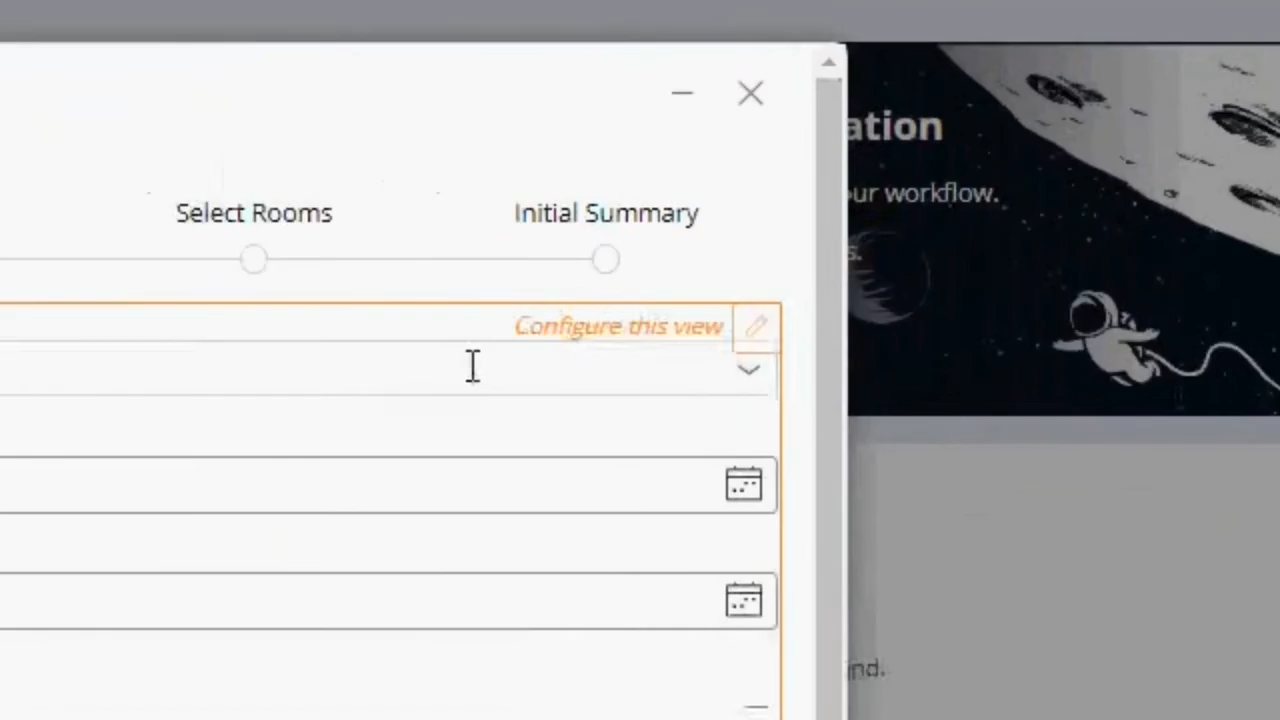 ation
our workflow.
Select Rooms
Initial Summary
s.
Configure this view
ind.